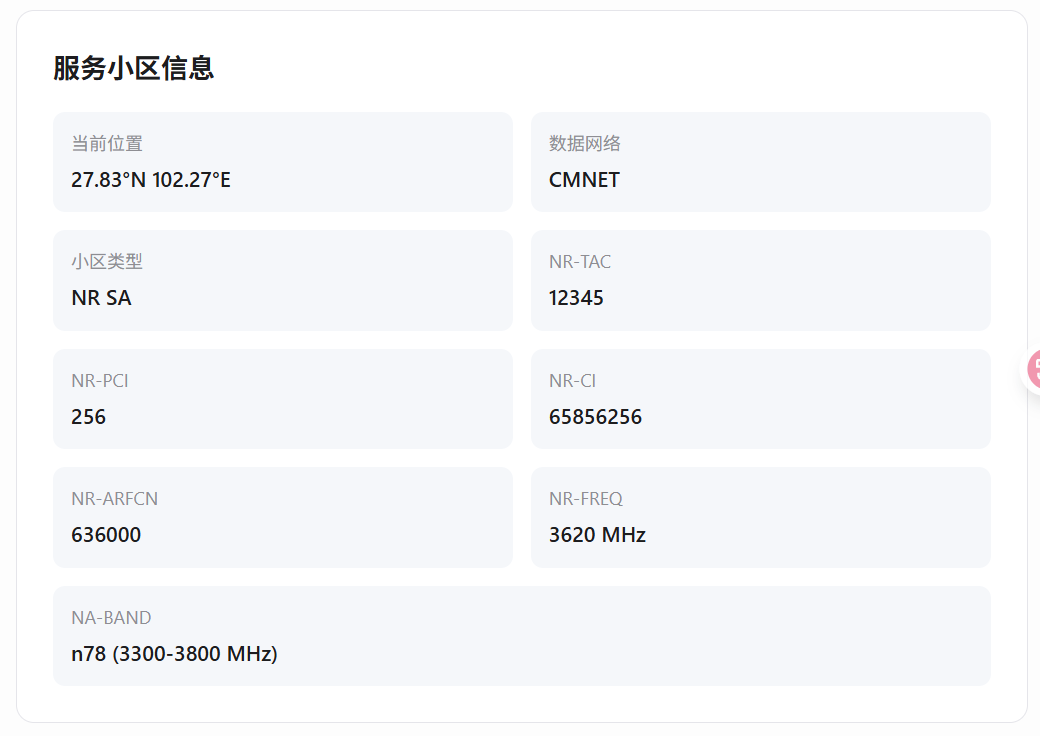 服务小区信息
当前位置
27.83°N 102.27°E
数据网络
CMNET
小区类型
NR SA
NR-TAC
12345
NR-PCI
256
NR-CI
65856256
NR-ARFCN
636000
NR-FREQ
3620 MHz
NA-BAND
n78 (3300-3800 MHz)